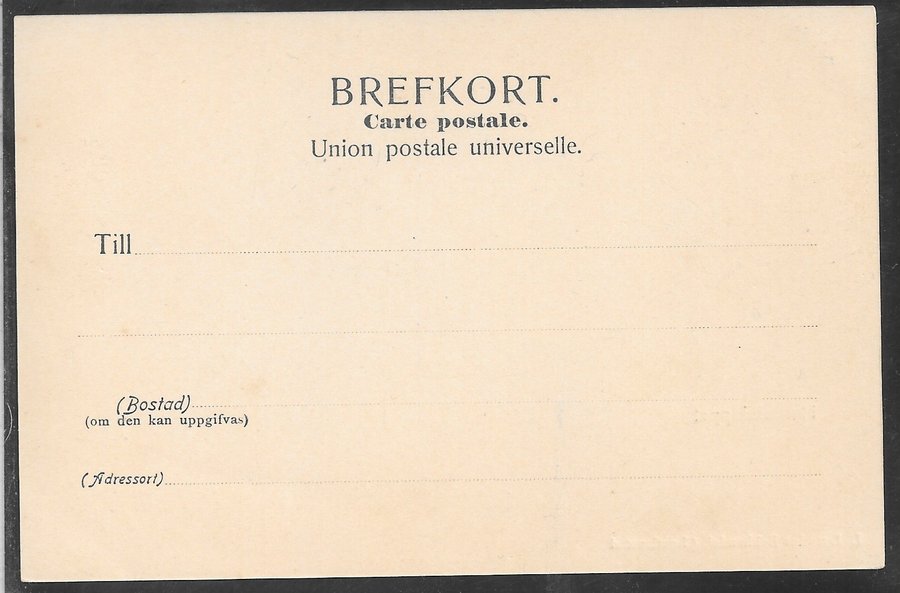 BREFKORT.
Carte postale.
Union postale universelle.
Till
(Bostad)
(om den kan uppgifvas)
(Adressort)